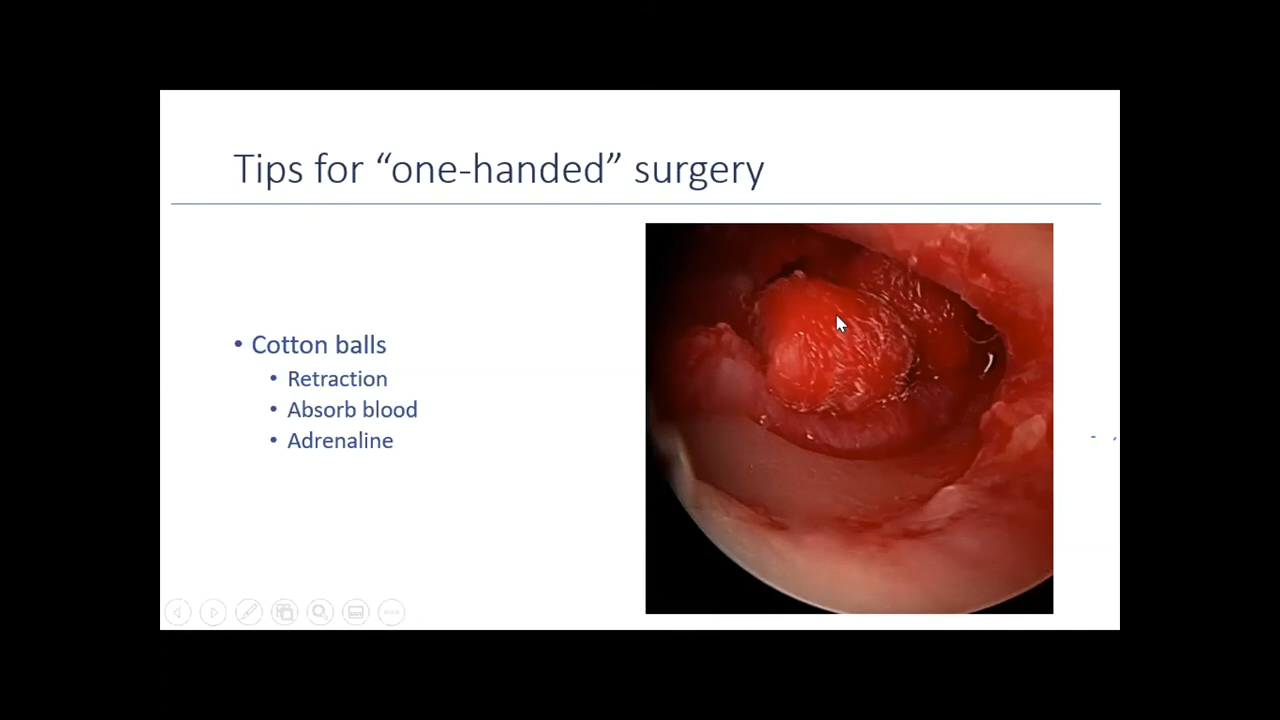 Tips for “one-handed” surgery
• Cotton balls
• Retraction
• Absorb blood
• Adrenaline